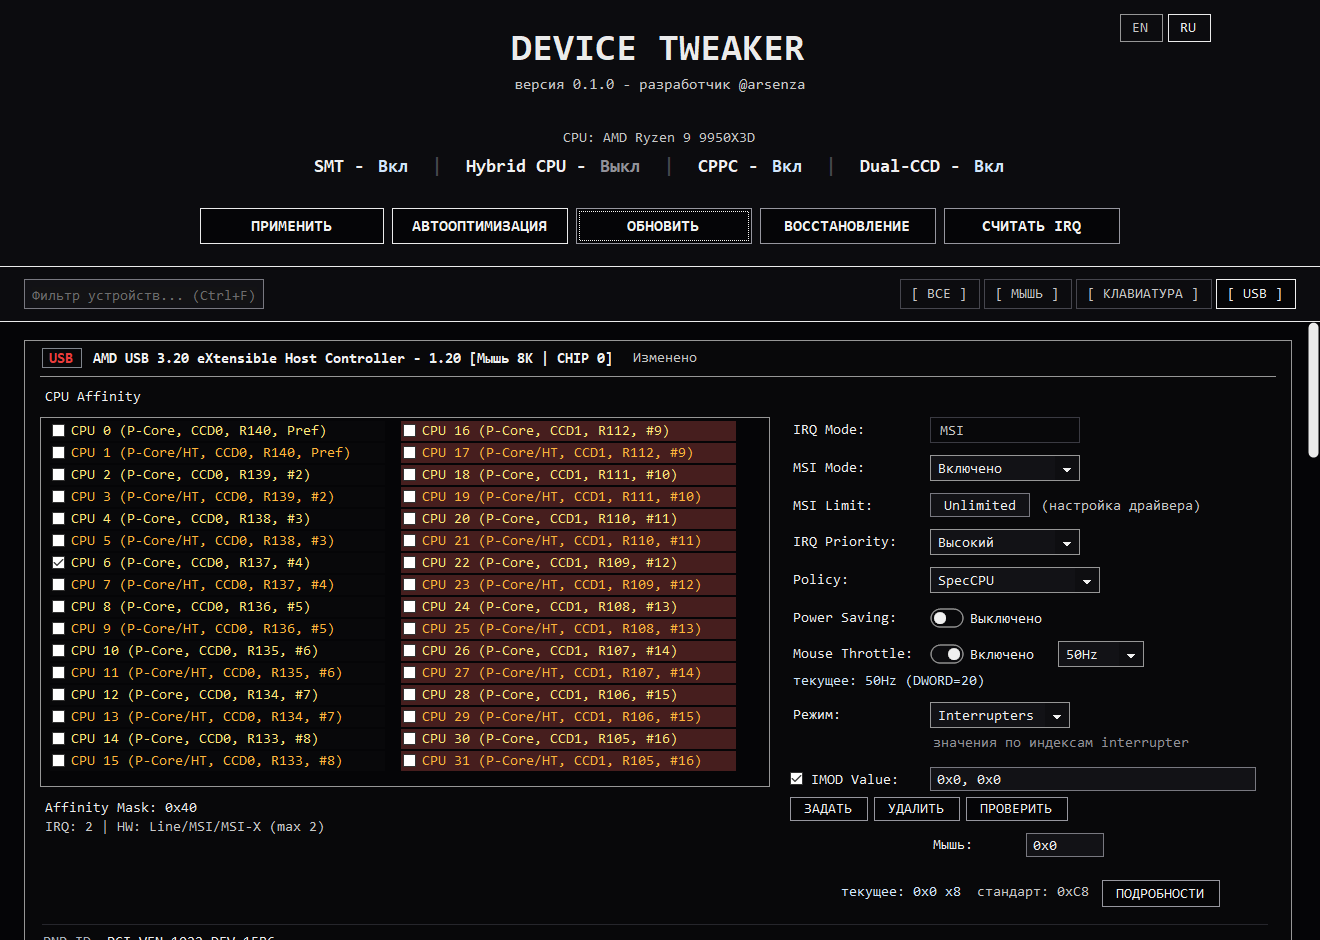 EN RU
DEVICE TWEAKER
версия 0.1.0 - разработчик @arsenza
CPU: AMD Ryzen 9 9950X3D
SMT - Вкл | Hybrid CPU - Выкл | CPPC - Вкл | Dual-CCD - Вкл
ПРИМЕНИТЬ АВТООПТИМИЗАЦИЯ ОБНОВИТЬ ВОССТАНОВЛЕНИЕ СЧИТАТЬ IRQ
Фильтр устройств... (Ctrl+F) [ ВСЕ ] [ МЫШЬ ] [ КЛАВИАТУРА ] [ USB ]
USB AMD USB 3.20 eXtensible Host Controller - 1.20 [Мышь 8K | CHIP 0] Изменено
CPU Affinity
CPU 0 (P-Core, CCD0, R140, Pref)
CPU 1 (P-Core/HT, CCD0, R140, Pref)
CPU 2 (P-Core, CCD0, R139, #2)
CPU 3 (P-Core/HT, CCD0, R139, #2)
CPU 4 (P-Core, CCD0, R138, #3)
CPU 5 (P-Core/HT, CCD0, R138, #3)
CPU 6 (P-Core, CCD0, R137, #4)
CPU 7 (P-Core/HT, CCD0, R137, #4)
CPU 8 (P-Core, CCD0, R136, #5)
CPU 9 (P-Core/HT, CCD0, R136, #5)
CPU 10 (P-Core, CCD0, R135, #6)
CPU 11 (P-Core/HT, CCD0, R135, #6)
CPU 12 (P-Core, CCD0, R134, #7)
CPU 13 (P-Core/HT, CCD0, R134, #7)
CPU 14 (P-Core, CCD0, R133, #8)
CPU 15 (P-Core/HT, CCD0, R133, #8)
CPU 16 (P-Core, CCD1, R112, #9)
CPU 17 (P-Core/HT, CCD1, R112, #9)
CPU 18 (P-Core, CCD1, R111, #10)
CPU 19 (P-Core/HT, CCD1, R111, #10)
CPU 20 (P-Core, CCD1, R110, #11)
CPU 21 (P-Core/HT, CCD1, R110, #11)
CPU 22 (P-Core, CCD1, R109, #12)
CPU 23 (P-Core/HT, CCD1, R109, #12)
CPU 24 (P-Core, CCD1, R108, #13)
CPU 25 (P-Core/HT, CCD1, R108, #13)
CPU 26 (P-Core, CCD1, R107, #14)
CPU 27 (P-Core/HT, CCD1, R107, #14)
CPU 28 (P-Core, CCD1, R106, #15)
CPU 29 (P-Core/HT, CCD1, R106, #15)
CPU 30 (P-Core, CCD1, R105, #16)
CPU 31 (P-Core/HT, CCD1, R105, #16)
Affinity Mask: 0x40
IRQ: 2 | HW: Line/MSI/MSI-X (max 2)
IRQ Mode: MSI
MSI Mode: Включено
MSI Limit: Unlimited (настройка драйвера)
IRQ Priority: Высокий
Policy: SpecCPU
Power Saving: Выключено
Mouse Throttle: Включено 50Hz
текущее: 50Hz (DWORD=20)
Режим: Interrupters
значения по индексам interrupter
IMOD Value: 0x0, 0x0
ЗАДАТЬ УДАЛИТЬ ПРОВЕРИТЬ
Мышь: 0x0
текущее: 0x0 x8 стандарт: 0xC8 ПОДРОБНОСТИ